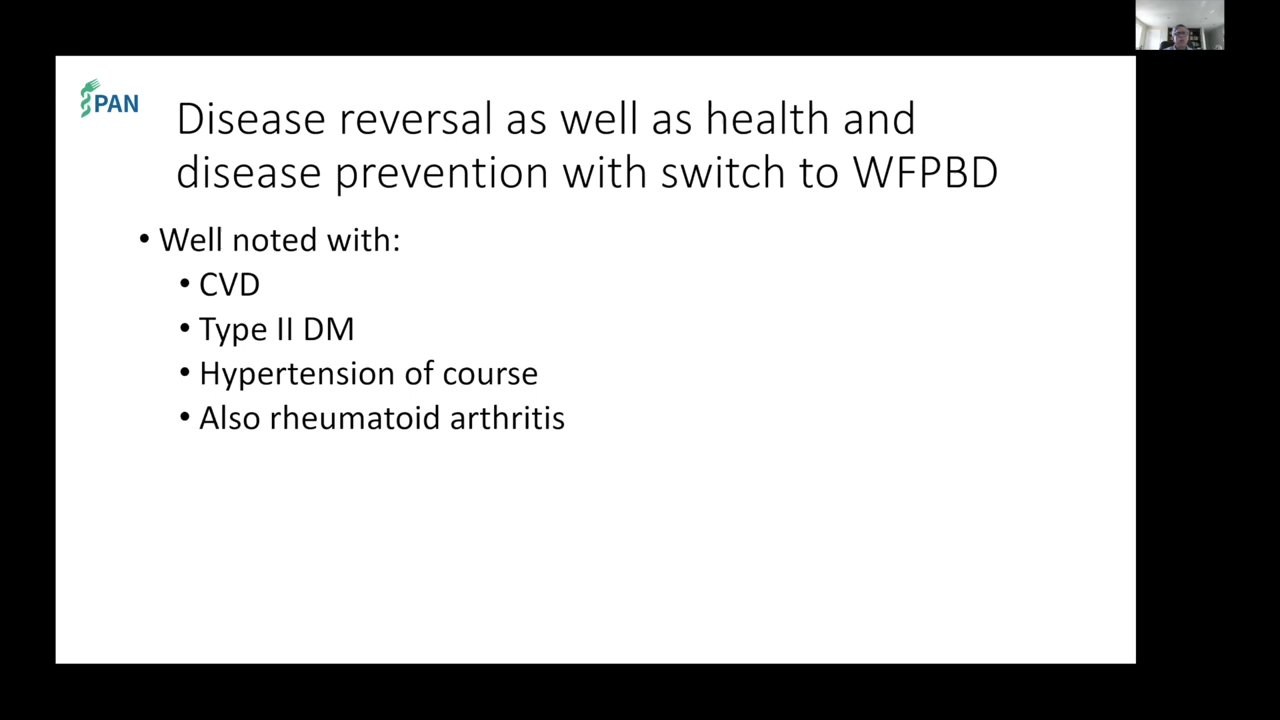 PAN
Disease reversal as well as health and
disease prevention with switch to WFPBD
• Well noted with:
• CVD
• Type II DM
• Hypertension of course
• Also rheumatoid arthritis